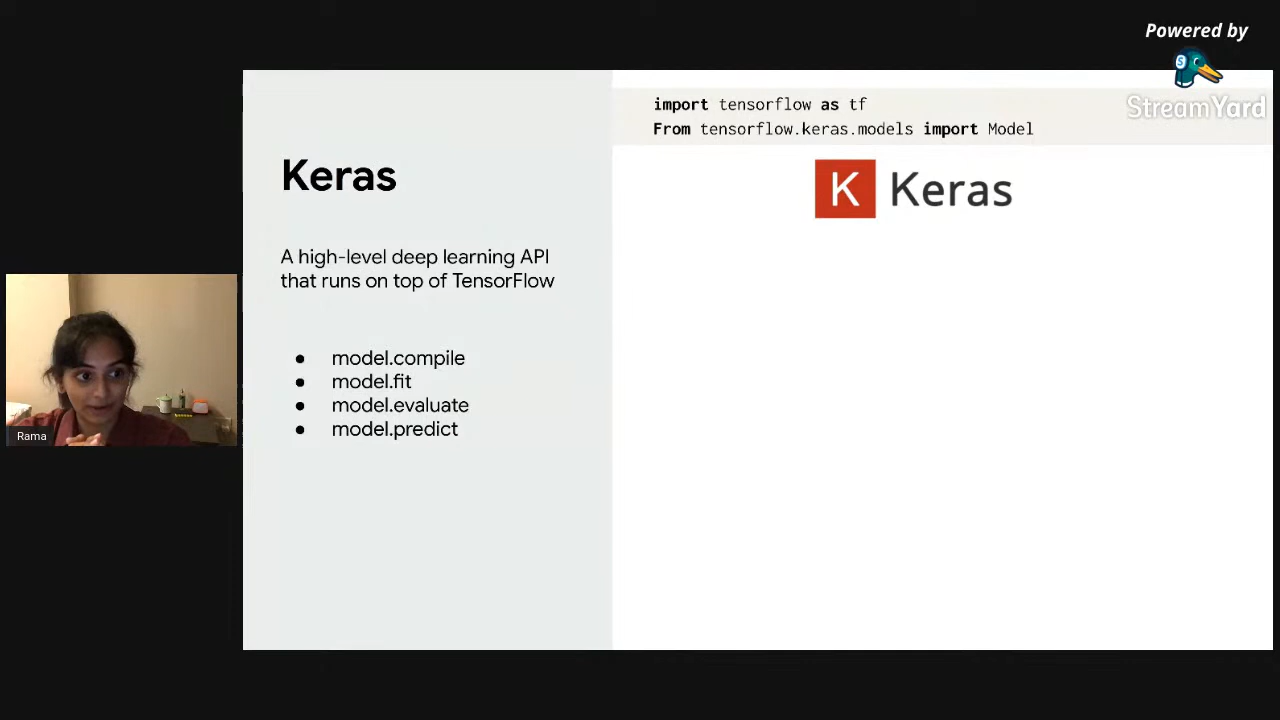 Powered by
StreamYard
Keras
A high-level deep learning API
that runs on top of TensorFlow
● model.compile
● model.fit
● model.evaluate
● model.predict
import tensorflow as tf
From tensorflow.keras.models import Model
K Keras
Rama